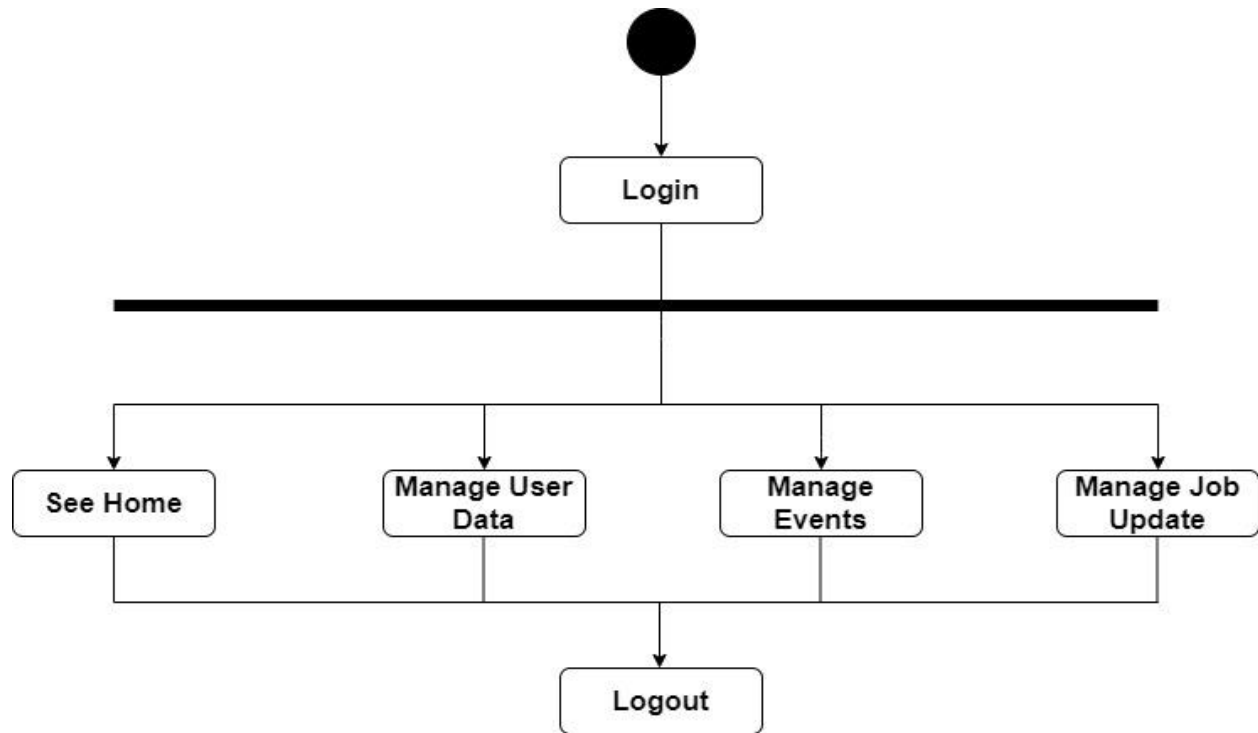 Login
See Home
Manage User
Data
Manage
Events
Manage Job
Update
Logout